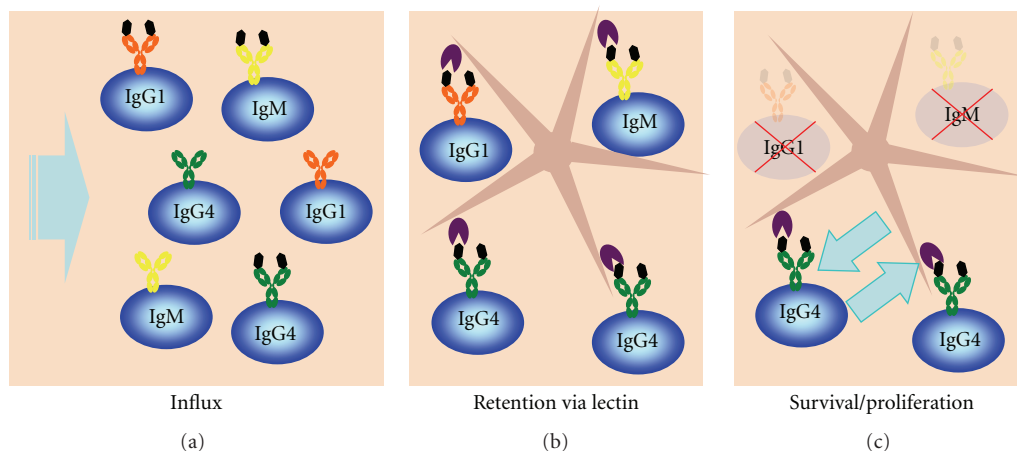 IgG1
IgM
IgG4
IgG1
IgM
IgG4
Influx
(a)
IgG1
IgM
IgG4
IgG4
Retention via lectin
(b)
IgG1
IgM
IgG4
IgG4
Survival/proliferation
(c)